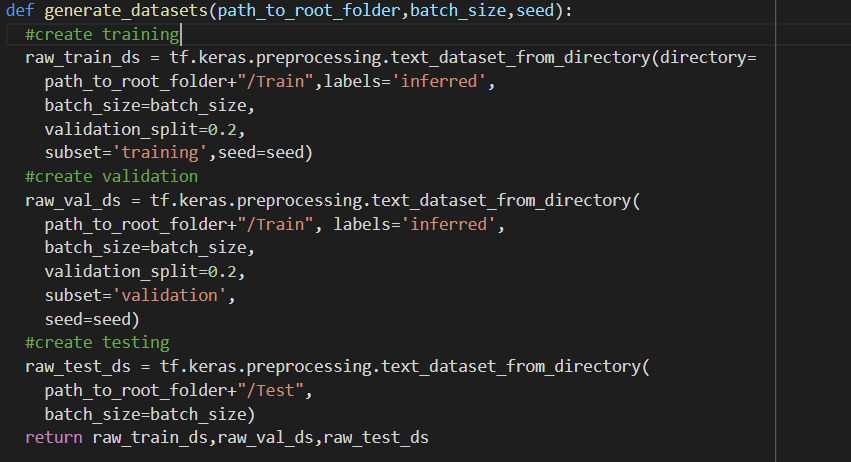 def generate_datasets(path_to_root_folder,batch_size,seed):
  #create training
  raw_train_ds = tf.keras.preprocessing.text_dataset_from_directory(directory=
    path_to_root_folder+"/Train",labels='inferred',
    batch_size=batch_size,
    validation_split=0.2,
    subset='training',seed=seed)
  #create validation
  raw_val_ds = tf.keras.preprocessing.text_dataset_from_directory(
    path_to_root_folder+"/Train", labels='inferred',
    batch_size=batch_size,
    validation_split=0.2,
    subset='validation',
    seed=seed)
  #create testing
  raw_test_ds = tf.keras.preprocessing.text_dataset_from_directory(
    path_to_root_folder+"/Test",
    batch_size=batch_size)
  return raw_train_ds,raw_val_ds,raw_test_ds